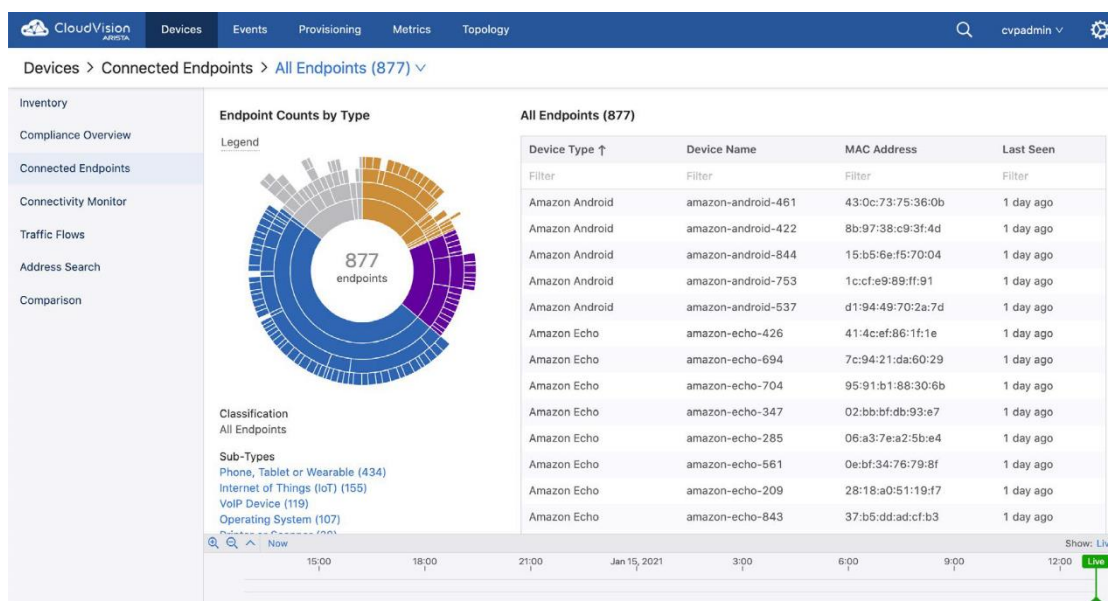 CloudVision
ARISTA
Devices Events Provisioning Metrics Topology
cvpadmin
Devices > Connected Endpoints > All Endpoints (877)
Inventory
Compliance Overview
Connected Endpoints
Connectivity Monitor
Traffic Flows
Address Search
Comparison
Endpoint Counts by Type
Legend
877
endpoints
Classification
All Endpoints
Sub-Types
Phone, Tablet or Wearable (434)
Internet of Things (IoT) (155)
VoIP Device (119)
Operating System (107)
All Endpoints (877)
Device Type ↑ Device Name MAC Address Last Seen
Filter Filter Filter Filter
Amazon Android amazon-android-461 43:0c:73:75:36:0b 1 day ago
Amazon Android amazon-android-422 8b:97:38:c9:3f:4d 1 day ago
Amazon Android amazon-android-844 15:b5:6e:f5:70:04 1 day ago
Amazon Android amazon-android-753 1c:cf:e9:89:ff:91 1 day ago
Amazon Android amazon-android-537 d1:94:49:70:2a:7d 1 day ago
Amazon Echo amazon-echo-426 41:4c:ef:86:1f:1e 1 day ago
Amazon Echo amazon-echo-694 7c:94:21:da:60:29 1 day ago
Amazon Echo amazon-echo-704 95:91:b1:88:30:6b 1 day ago
Amazon Echo amazon-echo-347 02:bb:bf:db:93:e7 1 day ago
Amazon Echo amazon-echo-285 06:a3:7e:a2:5b:e4 1 day ago
Amazon Echo amazon-echo-561 0e:bf:34:76:79:8f 1 day ago
Amazon Echo amazon-echo-209 28:18:a0:51:19:f7 1 day ago
Amazon Echo amazon-echo-843 37:b5:dd:ad:cf:b3 1 day ago
Now Show: Liv
15:00 18:00 21:00 Jan 15, 2021 3:00 6:00 9:00 12:00 Live